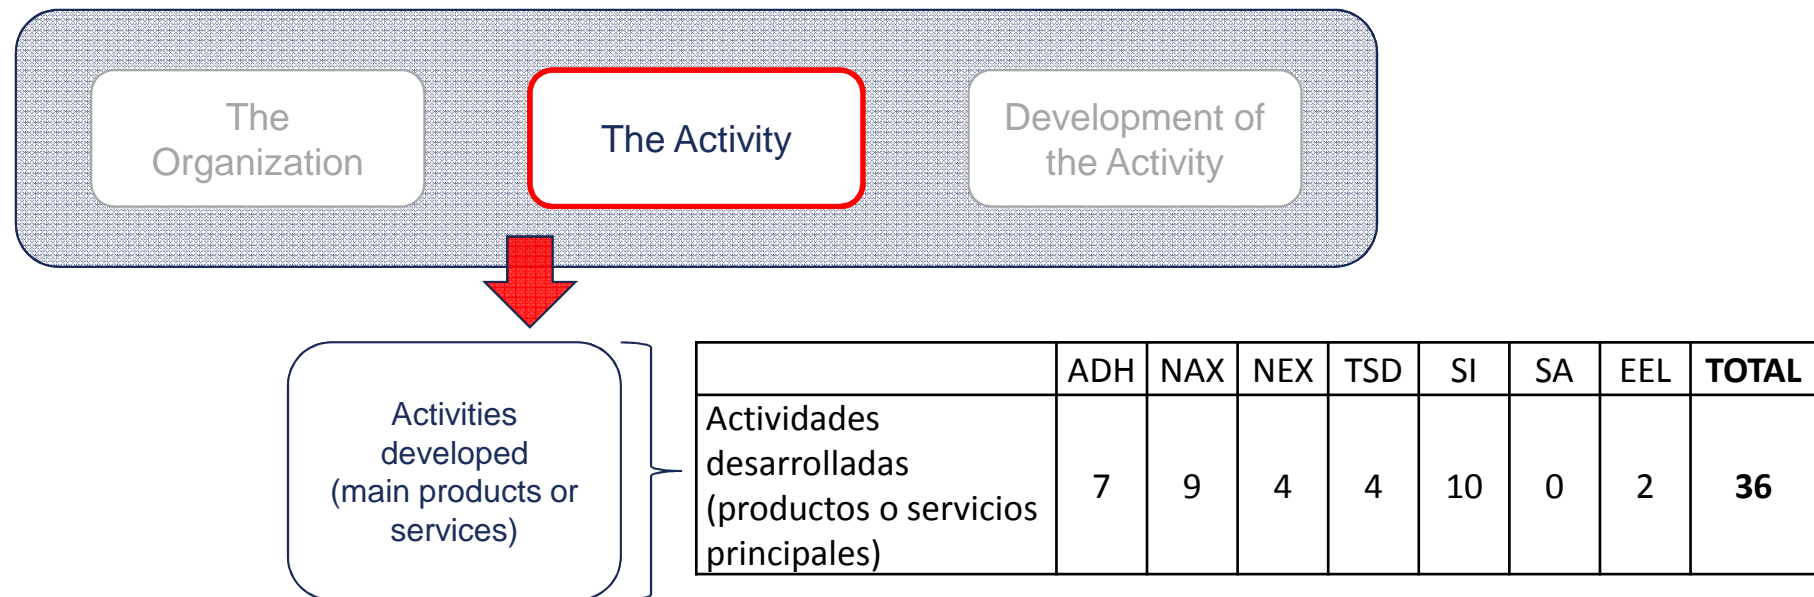 The
Organization
The Activity
Development of
the Activity
Activities
developed
(main products or
services)
ADH NAX NEX TSD SI SA EEL TOTAL
Actividades
desarrolladas
(productos o servicios
principales)
7 9 4 4 10 0 2 36